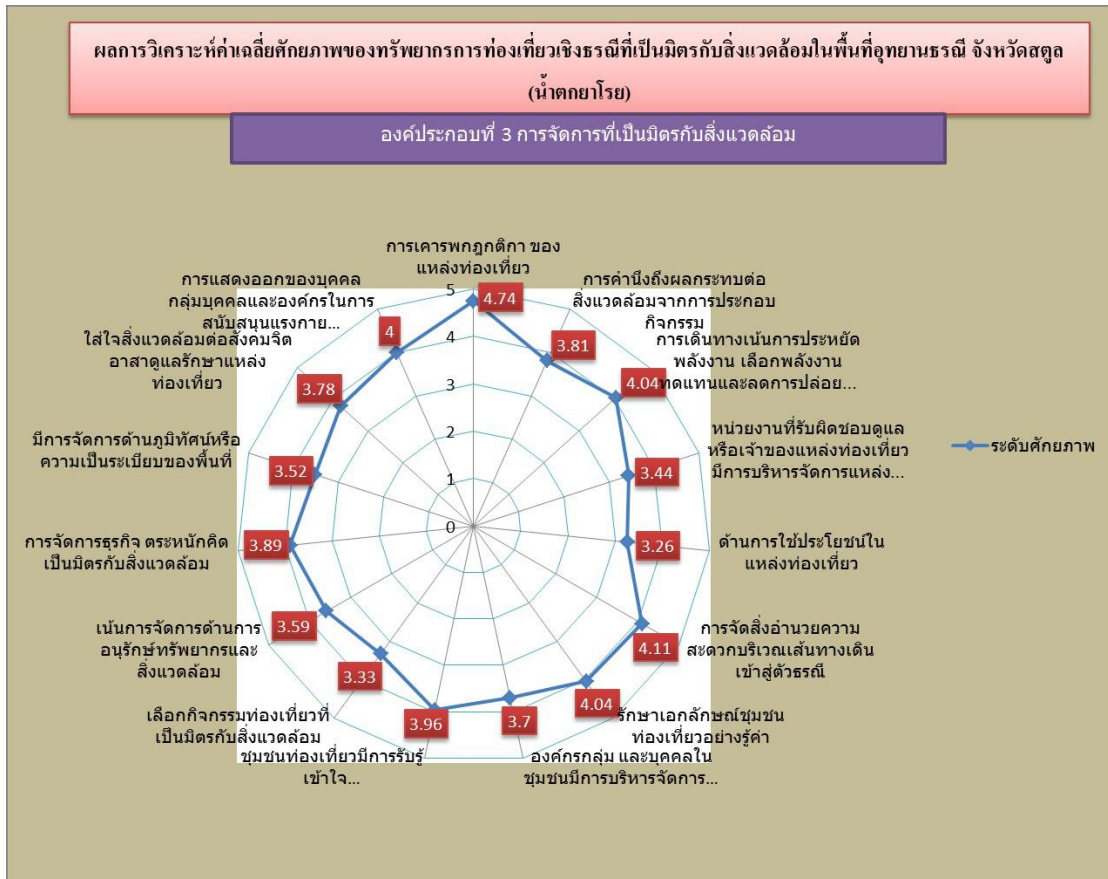 ผลการวิเคราะห์ค่าเฉลี่ยศักยภาพของทรัพยากรการท่องเที่ยวเชิงธรณีที่เป็นมิตรกับสิ่งแวดล้อมในพื้นที่อุทยานธรณี จังหวัดสตูล
(น้ำตกยาโรย)
องค์ประกอบที่ 3 การจัดการที่เป็นมิตรกับสิ่งแวดล้อม
การเคารพกฎกติกา ของ
แหล่งท่องเที่ยว
การคำนึงถึงผลกระทบต่อ
สิ่งแวดล้อมจากการประกอบ
กิจกรรม
การเดินทางเน้นการประหยัด
พลังงาน เลือกพลังงาน
ทดแทนและลดการปล่อย...
หน่วยงานที่รับผิดชอบดูแล
หรือเจ้าของแหล่งท่องเที่ยว
มีการบริหารจัดการแหล่ง...
ด้านการใช้ประโยชน์ใน
แหล่งท่องเที่ยว
การจัดสิ่งอำนวยความ
สะดวกบริเวณเส้นทางเดิน
เข้าสู่ตัวธรณี
รักษาเอกลักษณ์ชุมชน
ท่องเที่ยวอย่างรู้ค่า
องค์กรกลุ่ม และบุคคลใน
ชุมชนมีการบริหารจัดการ...
ชุมชนท่องเที่ยวมีการรับรู้
เข้าใจ...
เลือกกิจกรรมท่องเที่ยวที่
เป็นมิตรกับสิ่งแวดล้อม
เน้นการจัดการด้านการ
อนุรักษ์ทรัพยากรและ
สิ่งแวดล้อม
การจัดการธุรกิจ ตระหนักคิด
เป็นมิตรกับสิ่งแวดล้อม
มีการจัดการด้านภูมิทัศน์หรือ
ความเป็นระเบียบของพื้นที่
ใส่ใจสิ่งแวดล้อมต่อสังคมจิต
อาสาดูแลรักษาแหล่ง
ท่องเที่ยว
การแสดงออกของบุคคล
กลุ่มบุคคลและองค์กรในการ
สนับสนุนแรงกาย...
4.74
3.81
4.04
3.44
3.26
4.11
4.04
3.7
3.96
3.33
3.59
3.89
3.52
3.78
4
5
4
3
2
1
0
ระดับศักยภาพ